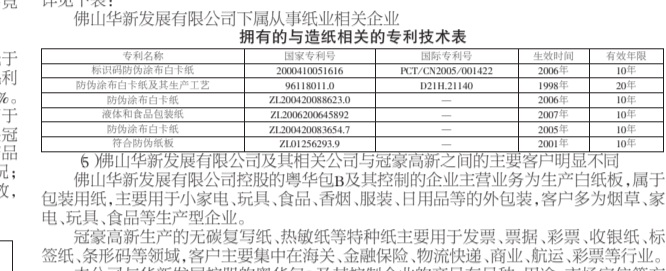 详见下表：
佛山华新发展有限公司下属从事纸业相关企业
拥有的与造纸相关的专利技术表
专利名称 国家专利号 国际专利号 生效时间 有效年限
标识码防伪涂布白卡纸 2000410051616 PCT/CN2005/001422 2006年 10年
防伪涂布白卡纸及其生产工艺 96118011.0 D21H.21140 1998年 20年
防伪涂布白卡纸 ZL200420088623.0 — 2006年 10年
液体和食品包装纸 ZL2006200645892 — 2007年 10年
防伪涂布白卡纸 ZL200420083654.7 — 2005年 10年
符合防伪纸板 ZL01256293.9 — 2001年 10年
6）佛山华新发展有限公司及其相关公司与冠豪高新之间的主要客户明显不同
佛山华新发展有限公司控股的粤华包B及其控制的企业主营业务为生产白纸板，属于
包装用纸，主要用于小家电、玩具、食品、香烟、服装、日用品等的外包装，客户多为烟草、家
电、玩具、食品等生产型企业。
冠豪高新生产的无碳复写纸、热敏纸等特种纸主要用于发票、票据、彩票、收银纸、标
签纸、条形码等领域，客户主要集中在海关、金融保险、物流快递、商业、航运、彩票等行业。